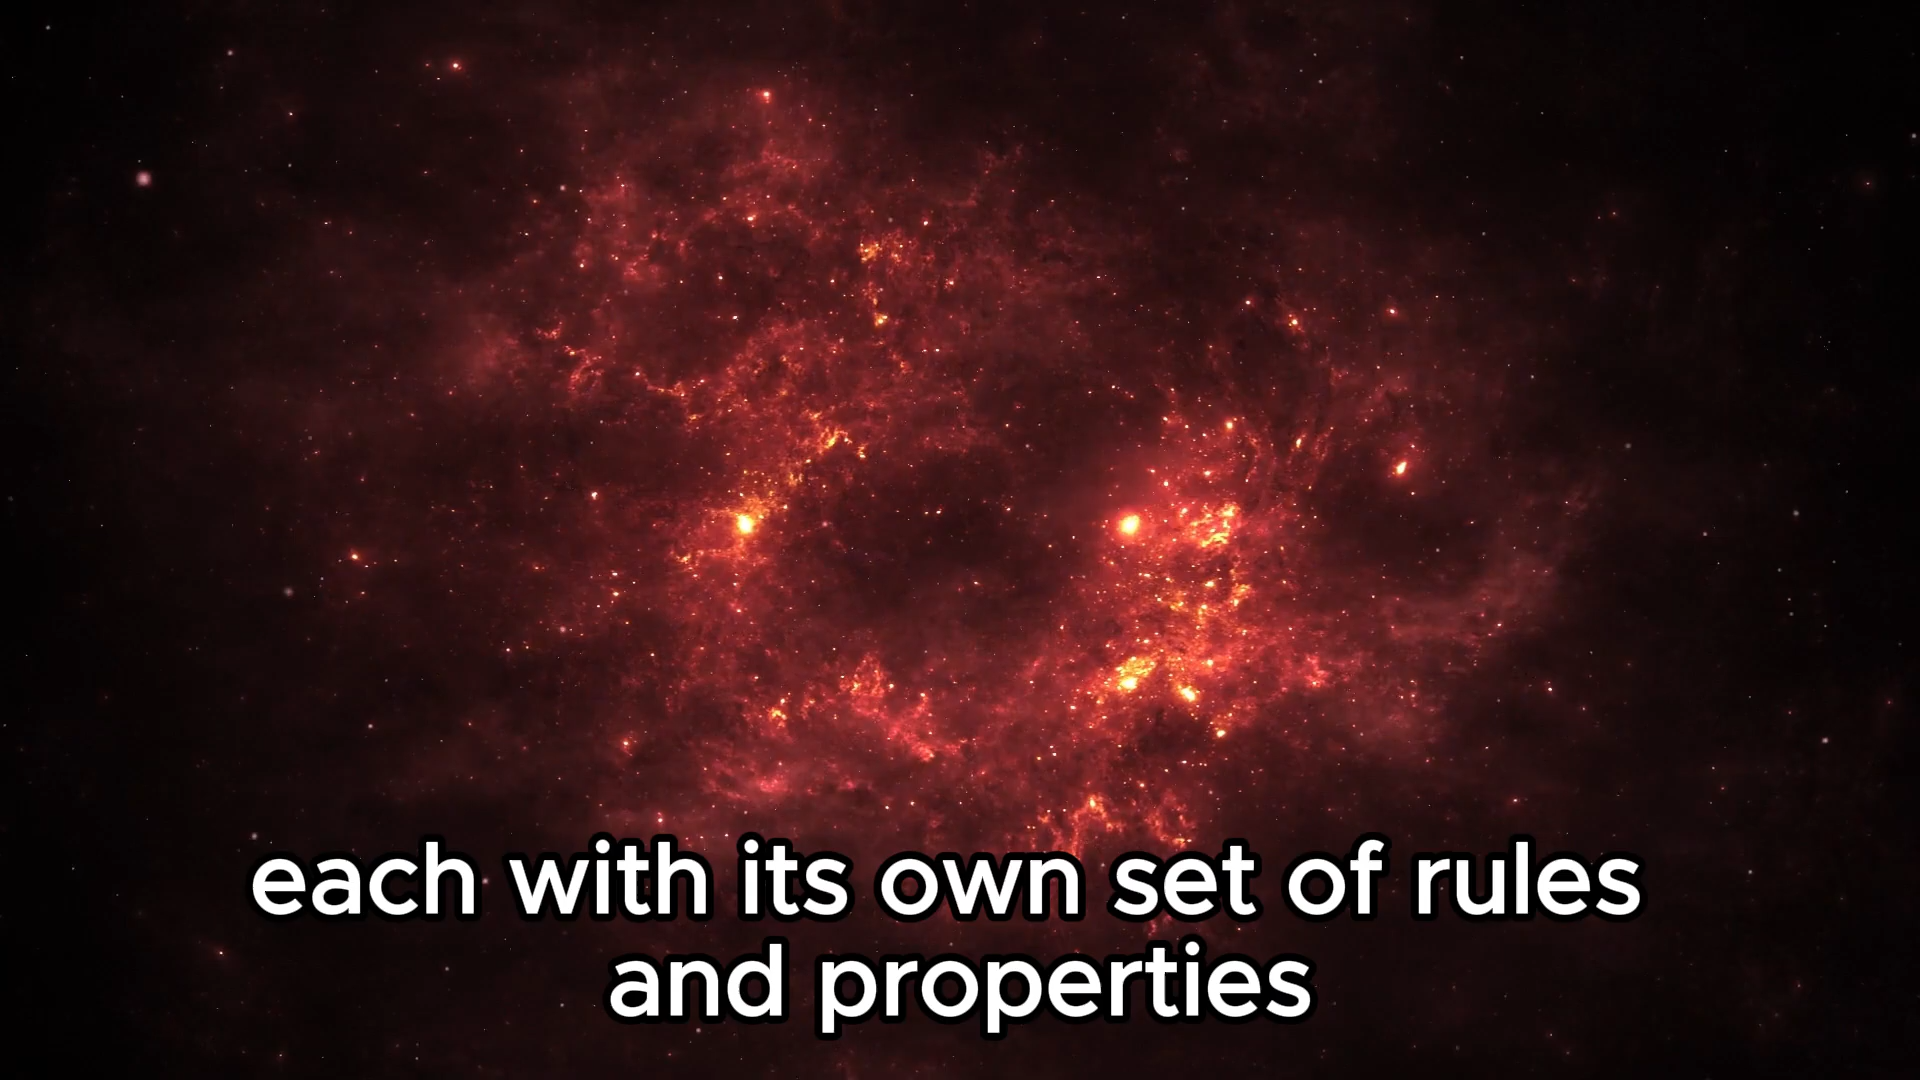 each with its own set of rules
and properties